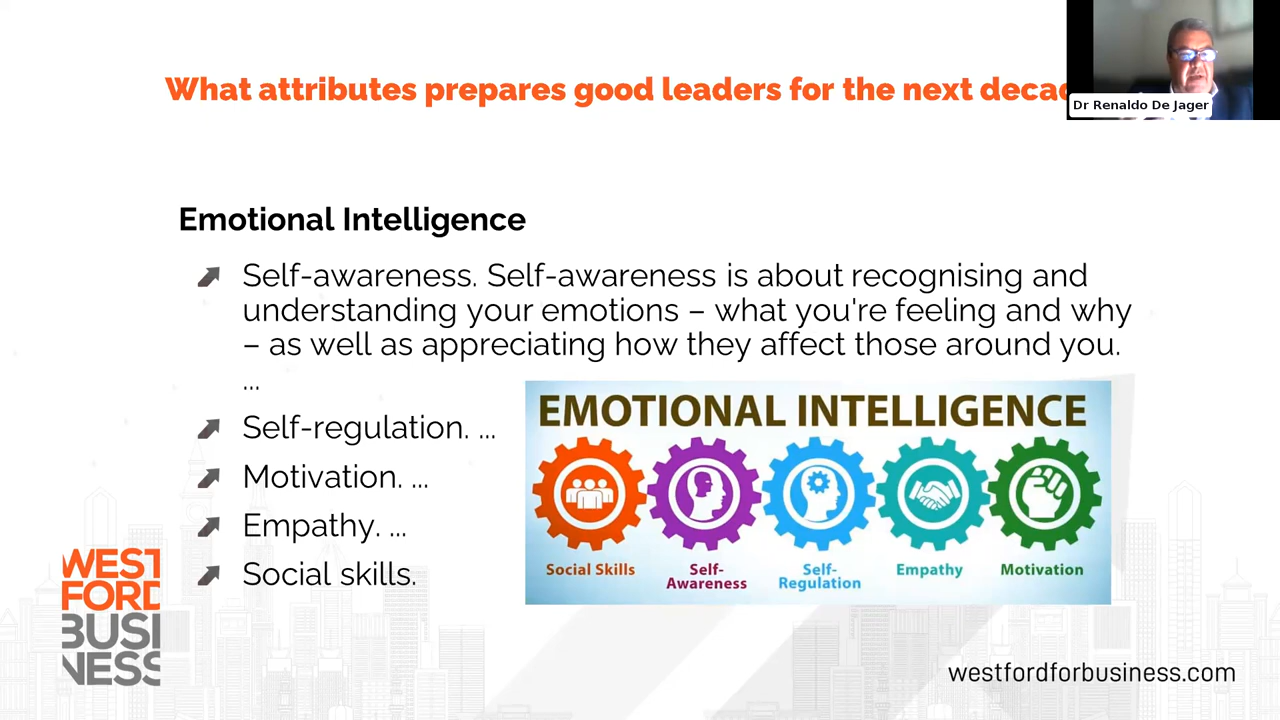 What attributes prepares good leaders for the next decad
Dr Renaldo De Jager
Emotional Intelligence
Self-awareness. Self-awareness is about recognising and
understanding your emotions – what you're feeling and why
– as well as appreciating how they affect those around you.
...
Self-regulation. ...
Motivation. ...
Empathy. ...
Social skills.
EMOTIONAL INTELLIGENCE
Social Skills
Self-
Awareness
Self-
Regulation
Empathy
Motivation
WEST
FORD
BUSI
NESS
westfordforbusiness.com